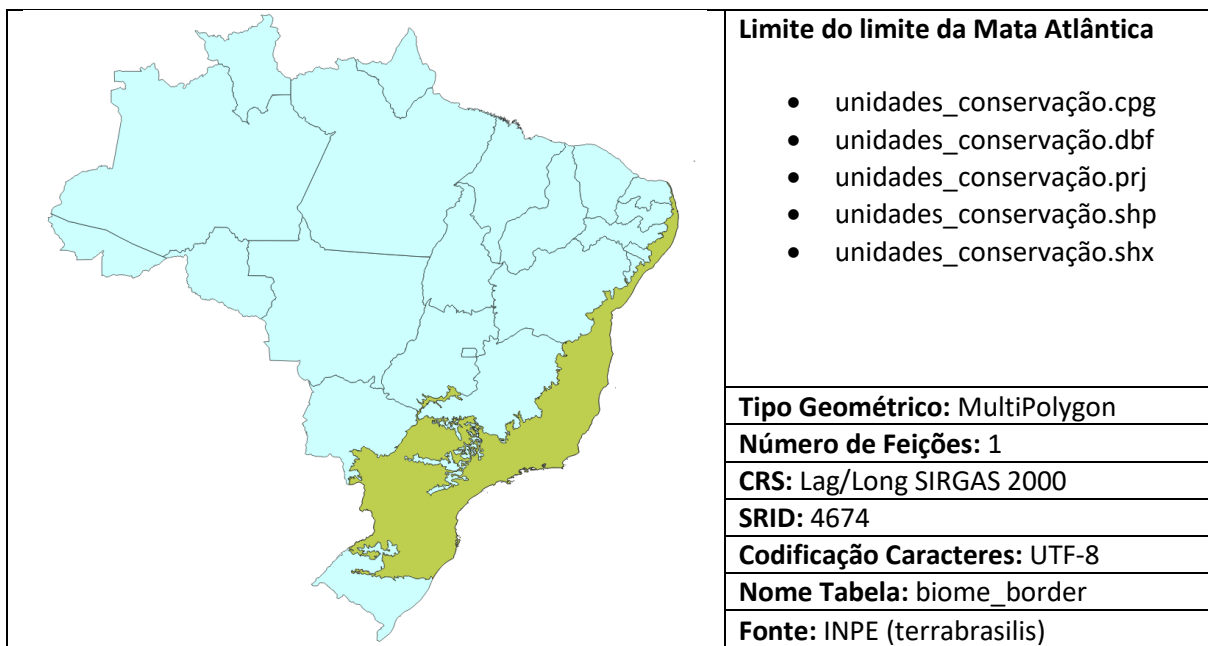 Limite do limite da Mata Atlântica
• unidades_conservação.cpg
• unidades_conservação.dbf
• unidades_conservação.prj
• unidades_conservação.shp
• unidades_conservação.shx
Tipo Geométrico: MultiPolygon
Número de Feições: 1
CRS: Lag/Long SIRGAS 2000
SRID: 4674
Codificação Caracteres: UTF-8
Nome Tabela: biome_border
Fonte: INPE (terrabrasilis)